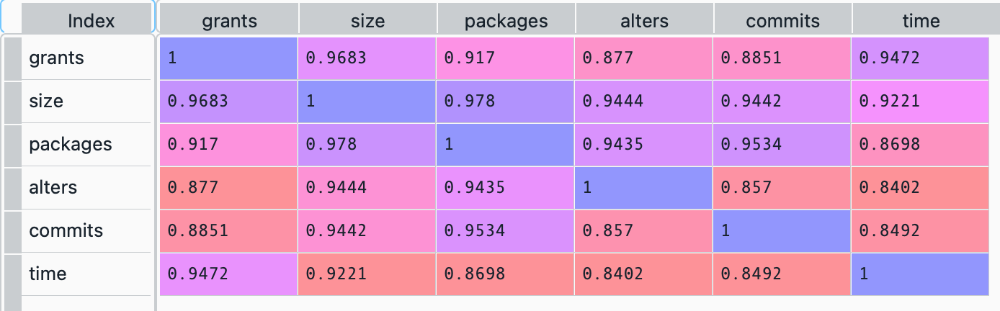 Index grants size packages alters commits time
grants 1 0.9683 0.917 0.877 0.8851 0.9472
size 0.9683 1 0.978 0.9444 0.9442 0.9221
packages 0.917 0.978 1 0.9435 0.9534 0.8698
alters 0.877 0.9444 0.9435 1 0.857 0.8402
commits 0.8851 0.9442 0.9534 0.857 1 0.8492
time 0.9472 0.9221 0.8698 0.8402 0.8492 1